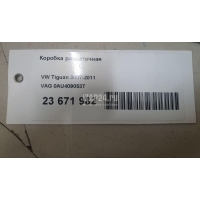 Коробка раздаточная
VW Tiguan 2007-2011
VAG 0AU409053T
23 671 982